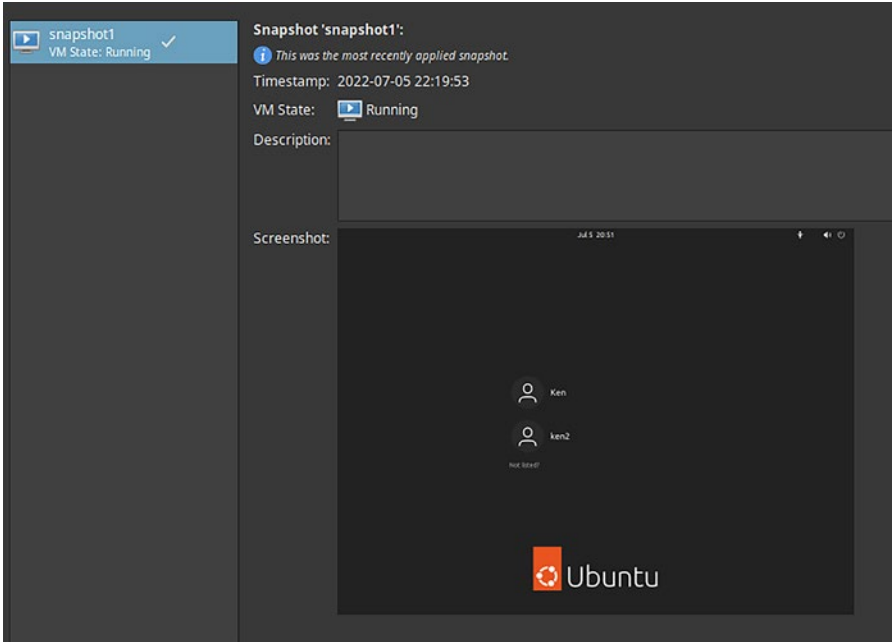 snapshot1
VM State: Running
Snapshot 'snapshot1':
This was the most recently applied snapshot.
Timestamp: 2022-07-05 22:19:53
VM State: Running
Description:
Screenshot:
Jul 5 20:51
Ken
ken2
Not listed?
Ubuntu